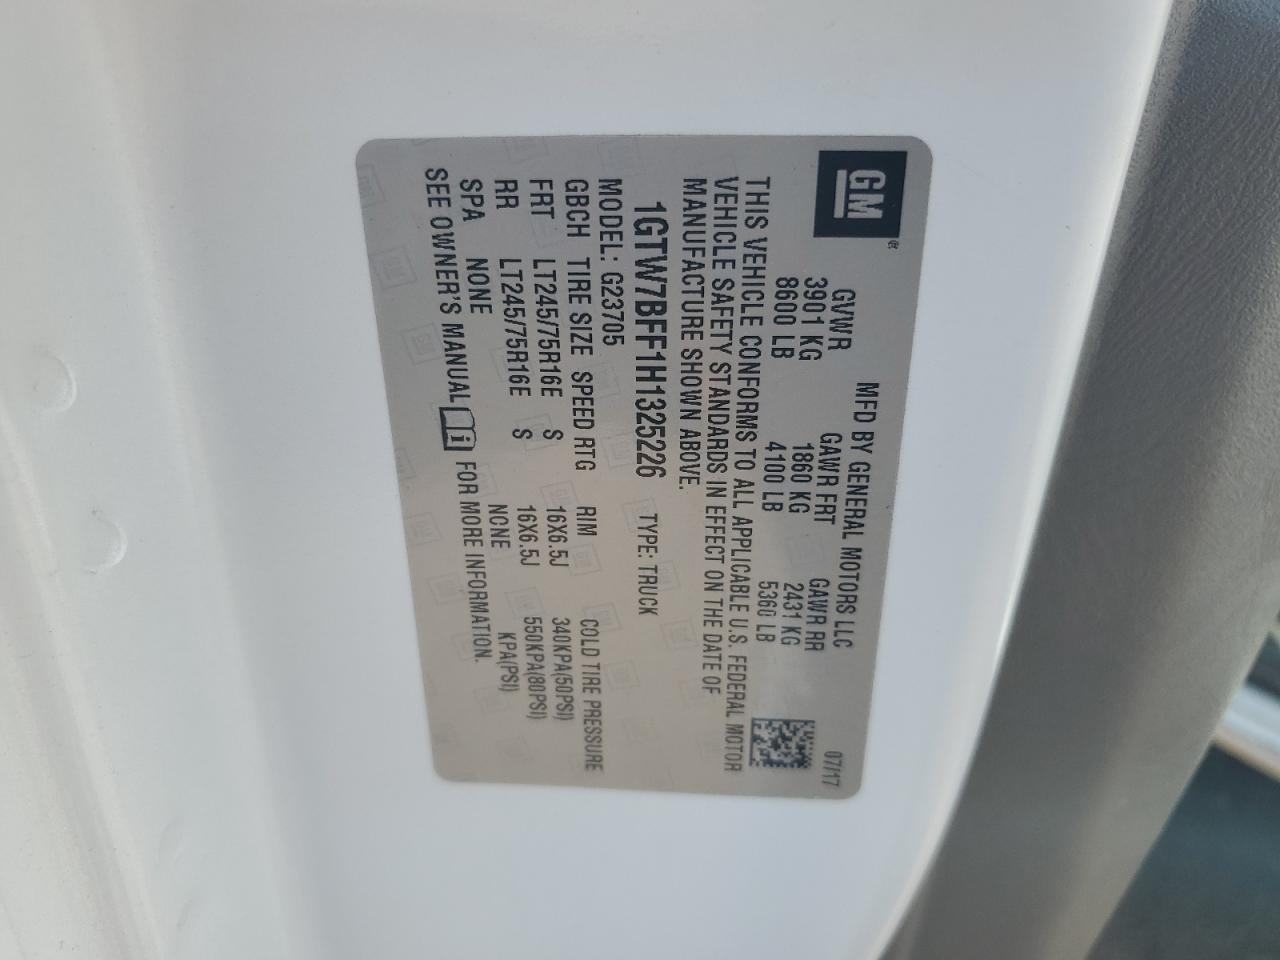 GM
MFD BY GENERAL MOTORS LLC
07/17
GVWR GAWR FRT GAWR RR
3901 KG 1860 KG 2431 KG
8600 LB 4100 LB 5360 LB
THIS VEHICLE CONFORMS TO ALL APPLICABLE U.S. FEDERAL MOTOR
VEHICLE SAFETY STANDARDS IN EFFECT ON THE DATE OF
MANUFACTURE SHOWN ABOVE.
1GTW7BFF1H1325226 TYPE: TRUCK
MODEL: G23705
GBCH TIRE SIZE SPEED RTG RIM COLD TIRE PRESSURE
FRT LT245/75R16E S 16X6.5J 340KPA(50PSI)
RR LT245/75R16E S 16X6.5J 550KPA(80PSI)
SPA NONE NONE KPA(PSI)
SEE OWNER'S MANUAL FOR MORE INFORMATION.